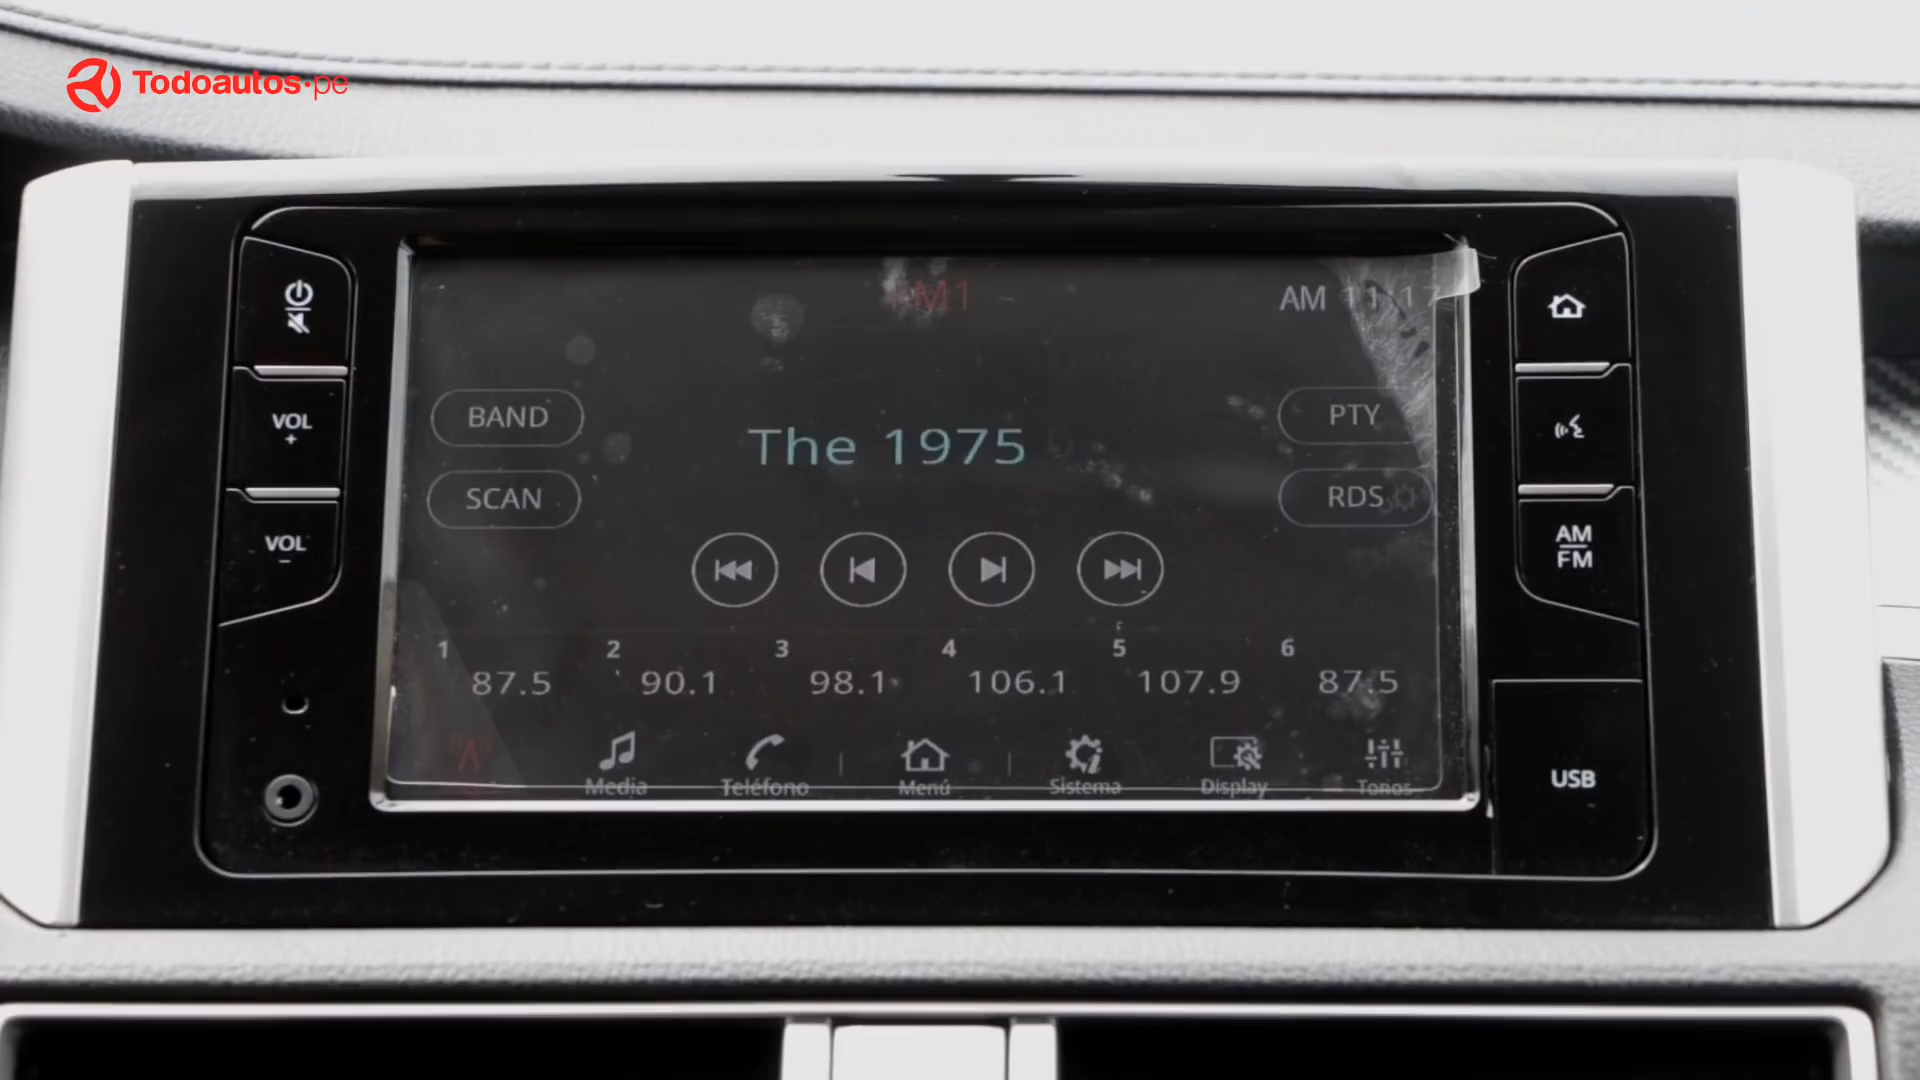 Todoautos.pe
FM1
AM 11:17
VOL
+
VOL
-
BAND
SCAN
The 1975
PTY
RDS
AM
FM
1 2 3 4 5 6
87.5 90.1 98.1 106.1 107.9 87.5
Media Teléfono Menú Sistema Display Tonos
USB